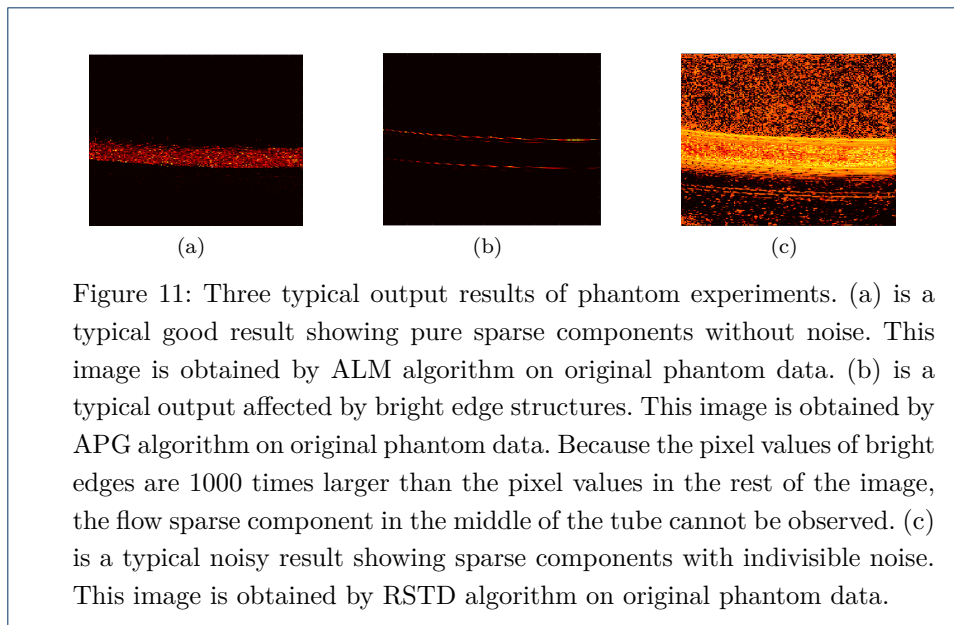 (a)
(b)
(c)
Figure 11: Three typical output results of phantom experiments. (a) is a
typical good result showing pure sparse components without noise. This
image is obtained by ALM algorithm on original phantom data. (b) is a
typical output affected by bright edge structures. This image is obtained by
APG algorithm on original phantom data. Because the pixel values of bright
edges are 1000 times larger than the pixel values in the rest of the image,
the flow sparse component in the middle of the tube cannot be observed. (c)
is a typical noisy result showing sparse components with indivisible noise.
This image is obtained by RSTD algorithm on original phantom data.